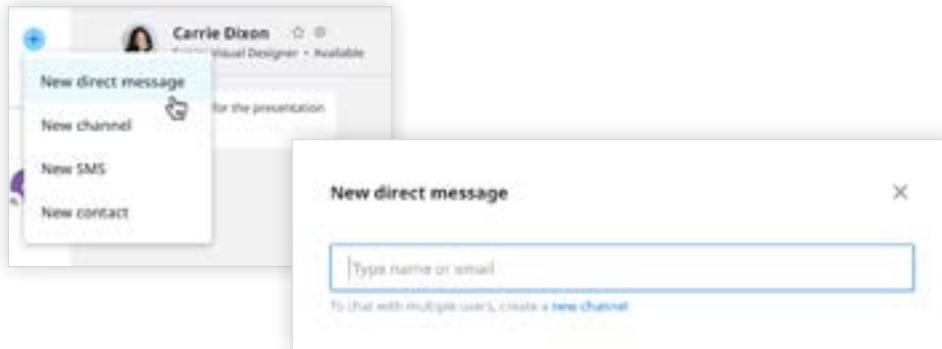 Carrie Dixon
Visual Designer • Available
New direct message
for the presentation
New channel
New SMS
New contact
New direct message
Type name or email
To chat with multiple users, create a new channel